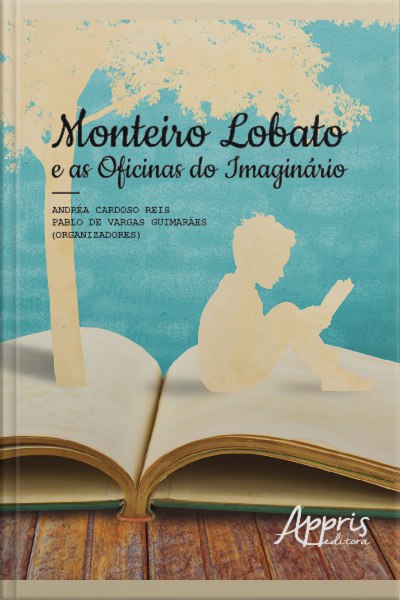 Monteiro Lobato
e as Oficinas do Imaginário
ANDRÉA CARDOSO REIS
PABLO DE VARGAS GUIMARÃES
(ORGANIZADORES)
Appris
editora